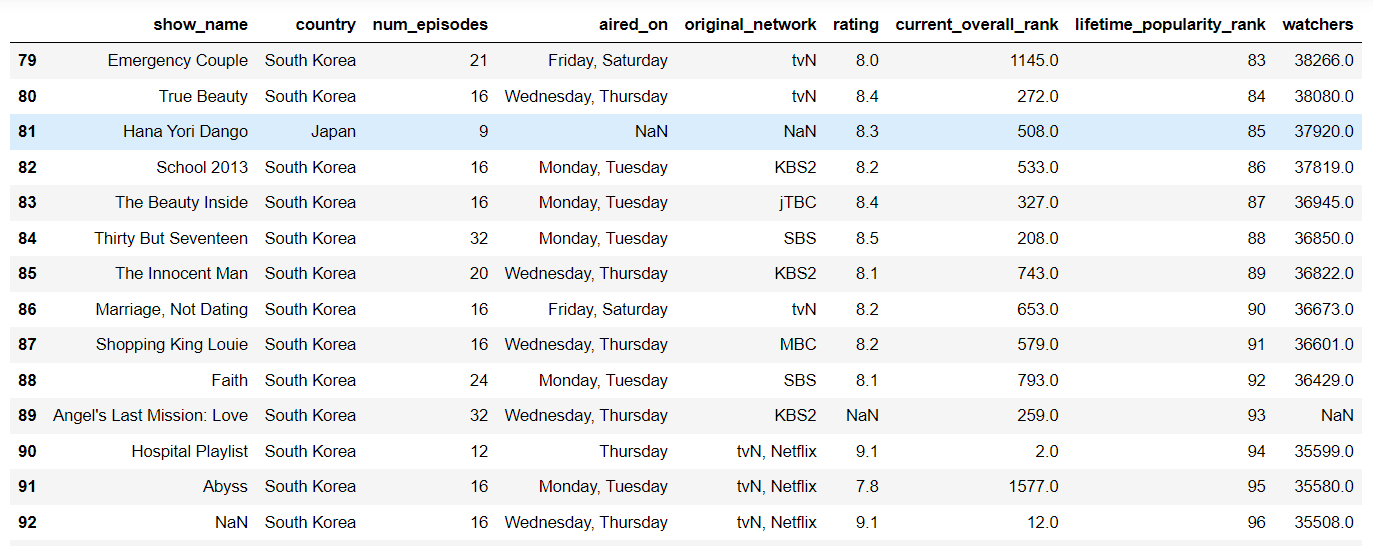 show_name country num_episodes aired_on original_network rating current_overall_rank lifetime_popularity_rank watchers
79 Emergency Couple South Korea 21 Friday, Saturday tvN 8.0 1145.0 83 38266.0
80 True Beauty South Korea 16 Wednesday, Thursday tvN 8.4 272.0 84 38080.0
81 Hana Yori Dango Japan 9 NaN NaN 8.3 508.0 85 37920.0
82 School 2013 South Korea 16 Monday, Tuesday KBS2 8.2 533.0 86 37819.0
83 The Beauty Inside South Korea 16 Monday, Tuesday jTBC 8.4 327.0 87 36945.0
84 Thirty But Seventeen South Korea 32 Monday, Tuesday SBS 8.5 208.0 88 36850.0
85 The Innocent Man South Korea 20 Wednesday, Thursday KBS2 8.1 743.0 89 36822.0
86 Marriage, Not Dating South Korea 16 Friday, Saturday tvN 8.2 653.0 90 36673.0
87 Shopping King Louie South Korea 16 Wednesday, Thursday MBC 8.2 579.0 91 36601.0
88 Faith South Korea 24 Monday, Tuesday SBS 8.1 793.0 92 36429.0
89 Angel's Last Mission: Love South Korea 32 Wednesday, Thursday KBS2 NaN 259.0 93 NaN
90 Hospital Playlist South Korea 12 Thursday tvN, Netflix 9.1 2.0 94 35599.0
91 Abyss South Korea 16 Monday, Tuesday tvN, Netflix 7.8 1577.0 95 35580.0
92 NaN South Korea 16 Wednesday, Thursday tvN, Netflix 9.1 12.0 96 35508.0